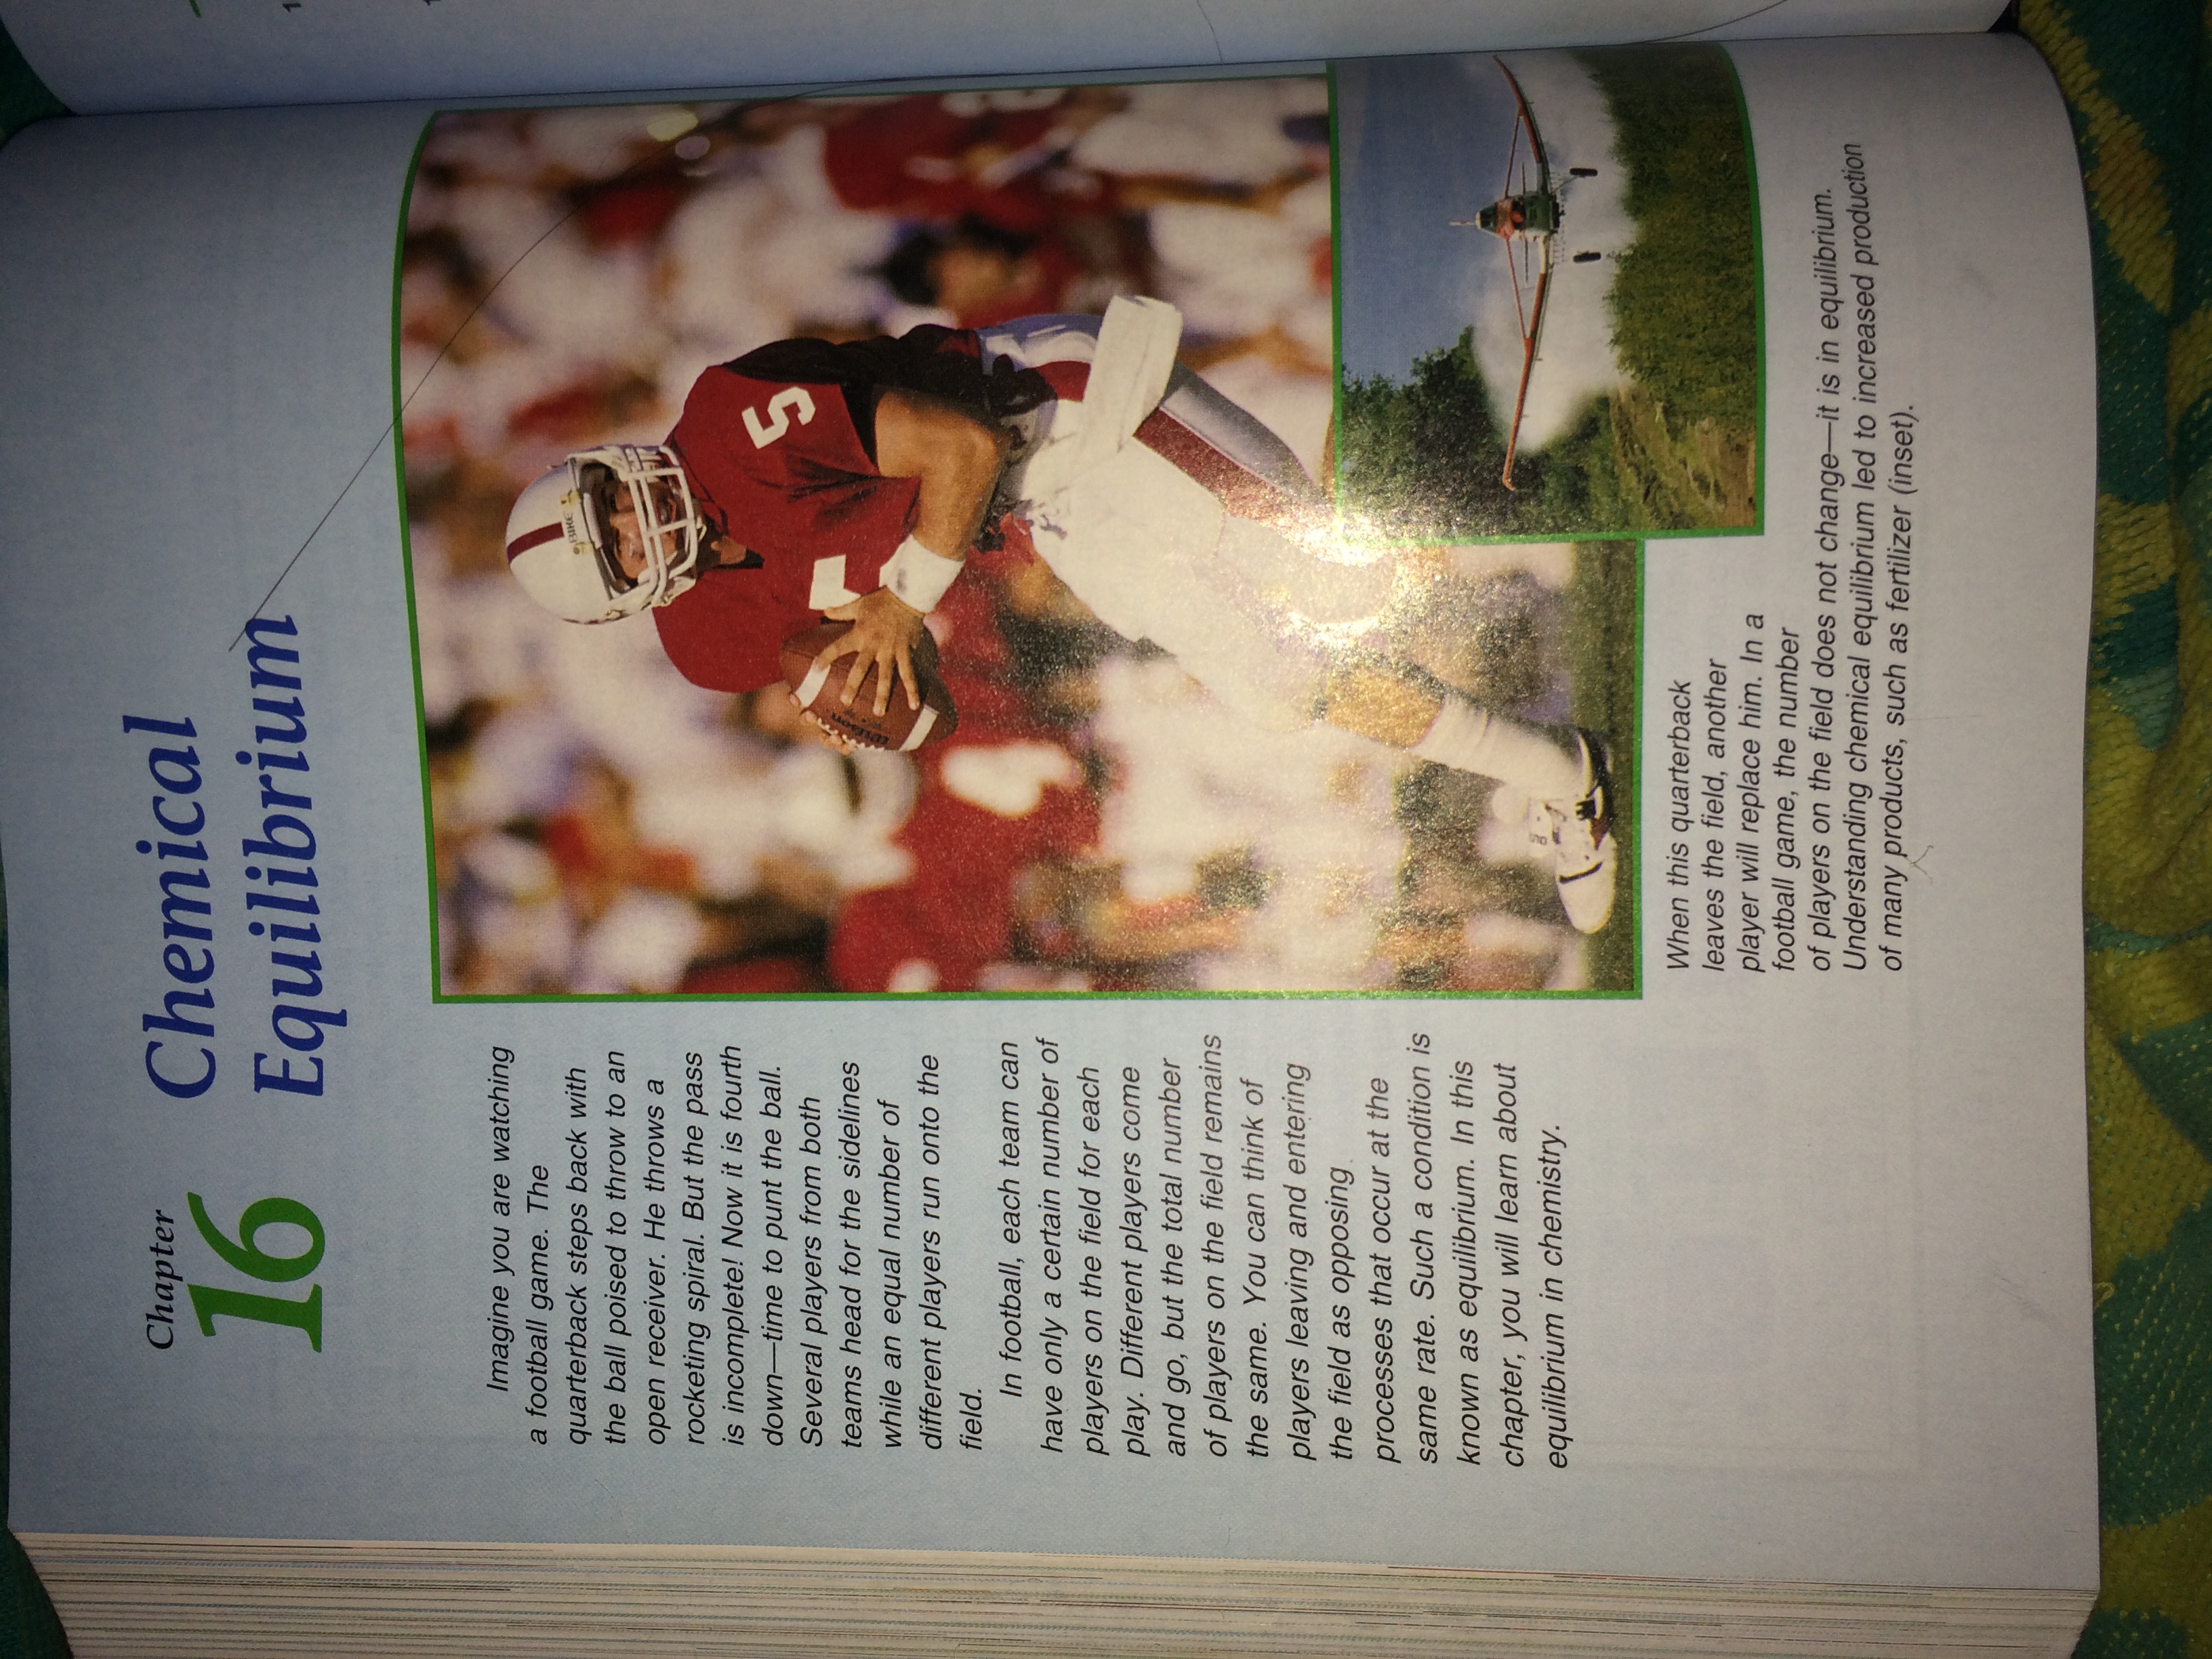 Chapter
16
Chemical
Equilibrium
Imagine you are watching
a football game. The
quarterback steps back with
the ball poised to throw to an
open receiver. He throws a
rocketing spiral. But the pass
is incomplete! Now it is fourth
down—time to punt the ball.
Several players from both
teams head for the sidelines
while an equal number of
different players run onto the
field.
In football, each team can
have only a certain number of
players on the field for each
play. Different players come
and go, but the total number
of players on the field remains
the same. You can think of
players leaving and entering
the field as opposing
processes that occur at the
same rate. Such a condition is
known as equilibrium. In this
chapter, you will learn about
equilibrium in chemistry.
BIKE
5
Wilson
When this quarterback
leaves the field, another
player will replace him. In a
football game, the number
of players on the field does not change—it is in equilibrium.
Understanding chemical equilibrium led to increased production
of many products, such as fertilizer (inset).